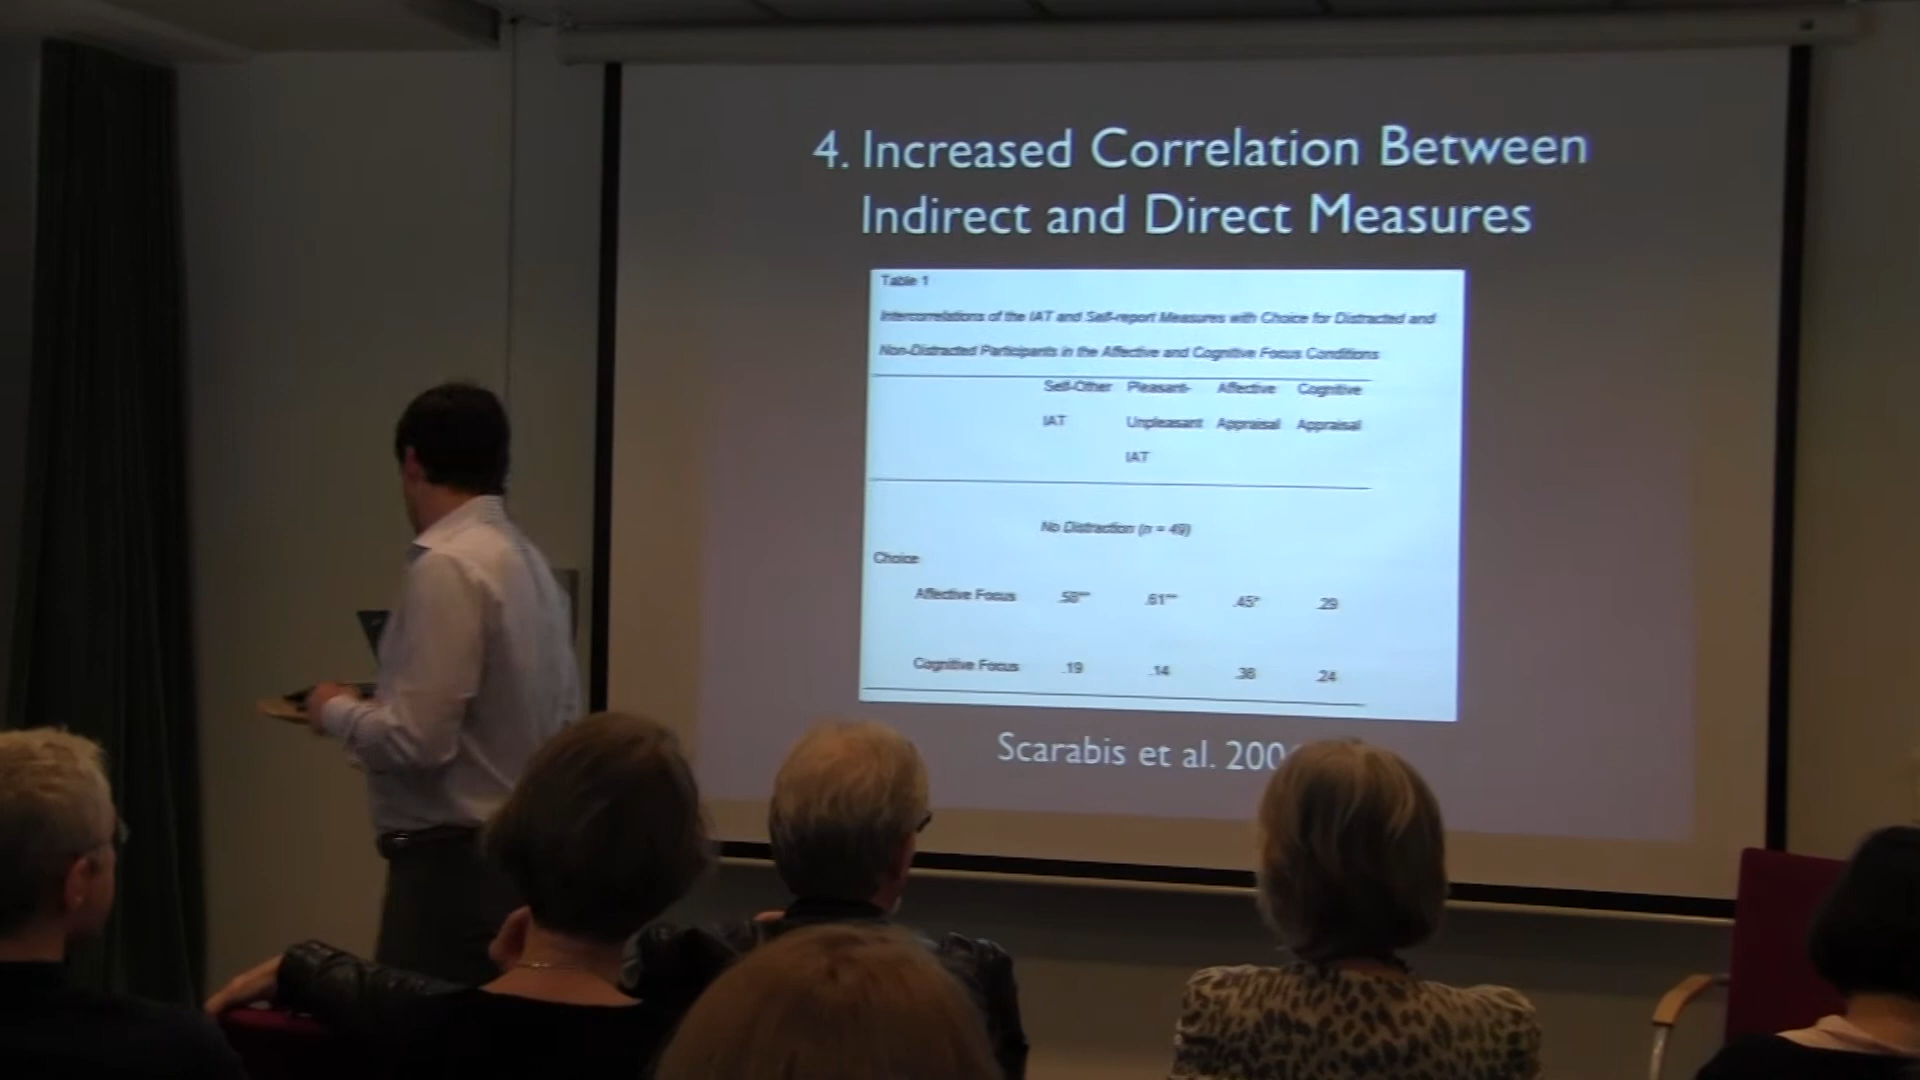 4. Increased Correlation Between
Indirect and Direct Measures
Table 1
Intercorrelations of the IAT and Self-report Measures with Choice for Distracted and
Non-Distracted Participants in the Affective and Cognitive Focus Conditions
Self-Other Pleasant- Affective Cognitive
IAT Unpleasant Appraisal Appraisal
IAT
No Distraction (n = 49)
Choice
Affective Focus .58** .61** .45* .29
Cognitive Focus .19 .14 .38 .24
Scarabis et al.